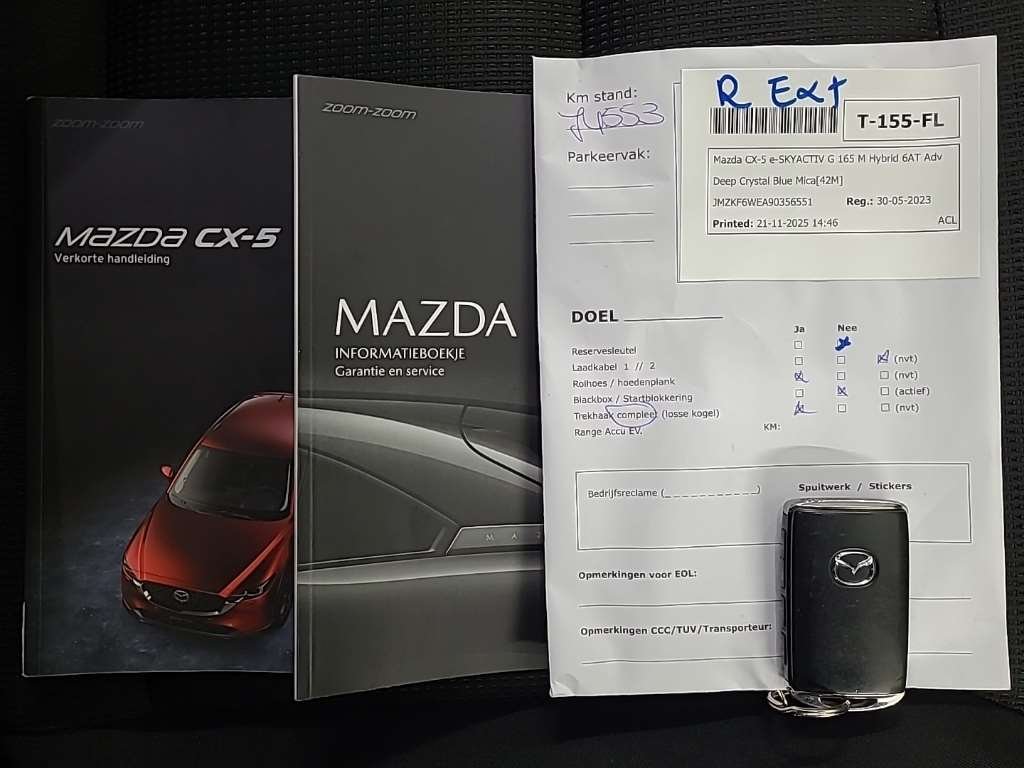 zoom-zoom
MAZDA CX-5
Verkorte handleiding
zoom-zoom
MAZDA
INFORMATIEBOEKJE
Garantie en service
M A Z
Km stand:
Parkeervak:
R Ext
T-155-FL
Mazda CX-5 e-SKYACTIV G 165 M Hybrid 6AT Adv
Deep Crystal Blue Mica[42M]
JMZKF6WEA90356551 Reg.: 30-05-2023
Printed: 21-11-2025 14:46 ACL
DOEL
Ja Nee
Reservesleutel
Laadkabel 1 // 2 (nvt)
Rolhoes / hoedenplank (nvt)
Blackbox / Startblokkering (actief)
Trekhaak compleet (losse kogel) (nvt)
Range Accu EV. KM:
Bedrijfsreclame (____________) Spuitwerk / Stickers
Opmerkingen voor EOL:
Opmerkingen CCC/TUV/Transporteur: